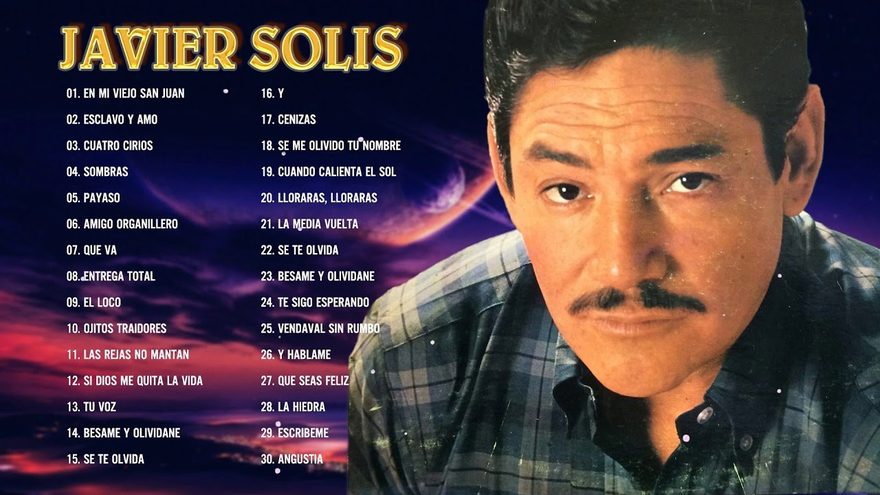 JAVIER SOLIS
01. EN MI VIEJO SAN JUAN
02. ESCLAVO Y AMO
03. CUATRO CIRIOS
04. SOMBRAS
05. PAYASO
06. AMIGO ORGANILLERO
07. QUE VA
08. ENTREGA TOTAL
09. EL LOCO
10. OJITOS TRAIDORES
11. LAS REJAS NO MANTAN
12. SI DIOS ME QUITA LA VIDA
13. TU VOZ
14. BESAME Y OLIVIDANE
15. SE TE OLVIDA
16. Y
17. CENIZAS
18. SE ME OLVIDO TU NOMBRE
19. CUANDO CALIENTA EL SOL
20. LLORARAS, LLORARAS
21. LA MEDIA VUELTA
22. SE TE OLVIDA
23. BESAME Y OLIVIDANE
24. TE SIGO ESPERANDO
25. VENDAVAL SIN RUMBO
26. Y HABLAME
27. QUE SEAS FELIZ
28. LA HIEDRA
29. ESCRIBEME
30. ANGUSTIA